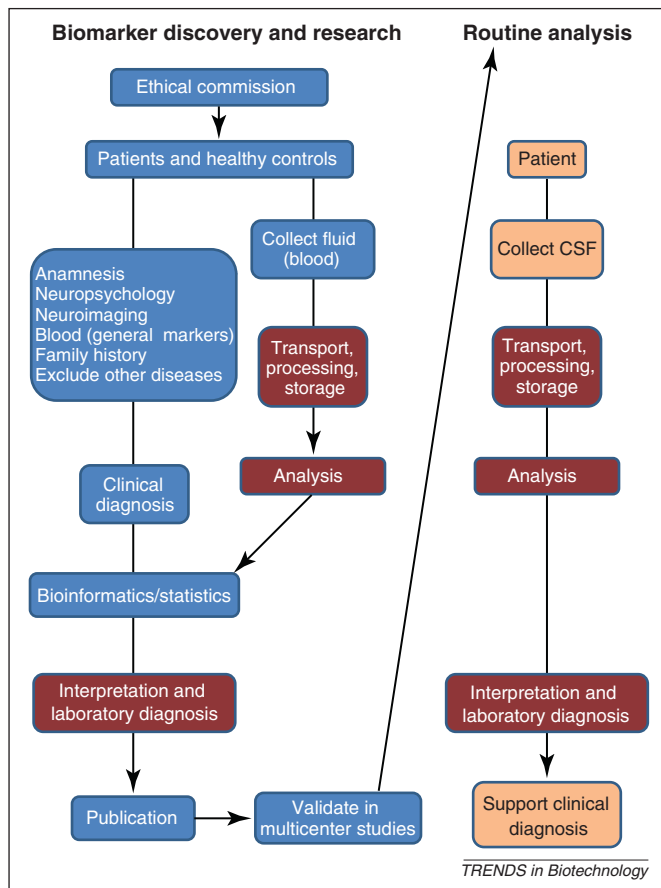 Biomarker discovery and research
Ethical commission
Patients and healthy controls
Anamnesis
Neuropsychology
Neuroimaging
Blood (general markers)
Family history
Exclude other diseases
Collect fluid
(blood)
Transport,
processing,
storage
Analysis
Clinical
diagnosis
Bioinformatics/statistics
Interpretation and
laboratory diagnosis
Publication
Validate in
multicenter studies
Routine analysis
Patient
Collect CSF
Transport,
processing,
storage
Analysis
Interpretation and
laboratory diagnosis
Support clinical
diagnosis
TRENDS in Biotechnology